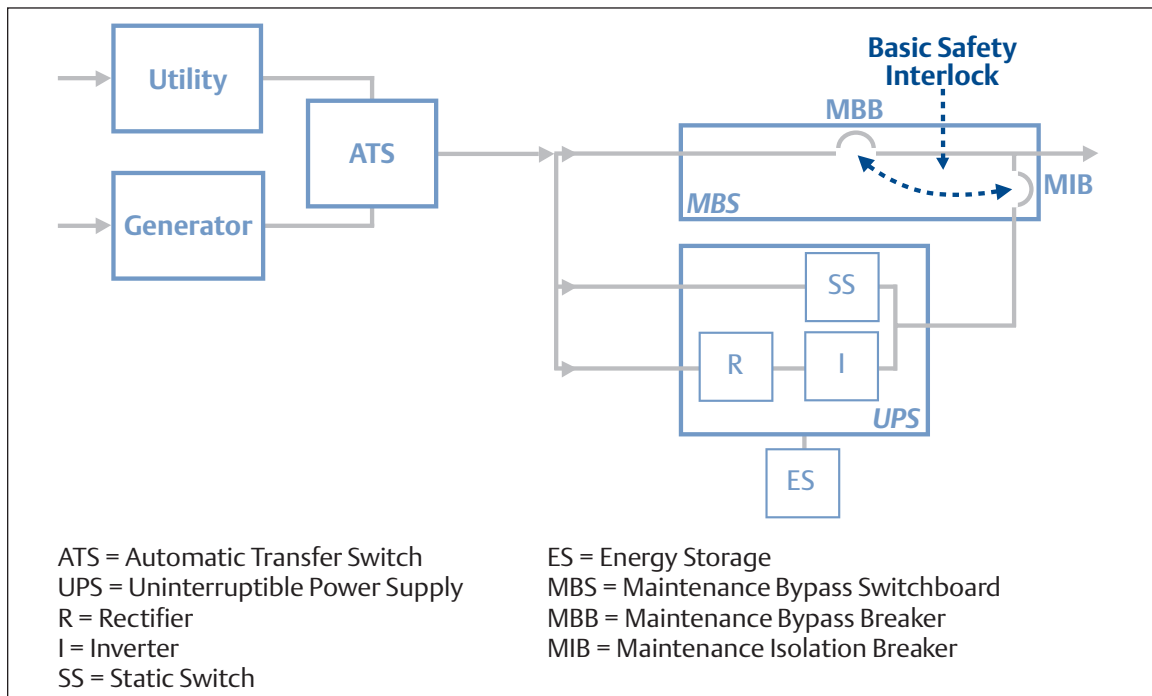 Utility
Generator
ATS
Basic Safety
Interlock
MBB
MIB
MBS
SS
R
I
UPS
ES
ATS = Automatic Transfer Switch
UPS = Uninterruptible Power Supply
R = Rectifier
I = Inverter
SS = Static Switch
ES = Energy Storage
MBS = Maintenance Bypass Switchboard
MBB = Maintenance Bypass Breaker
MIB = Maintenance Isolation Breaker